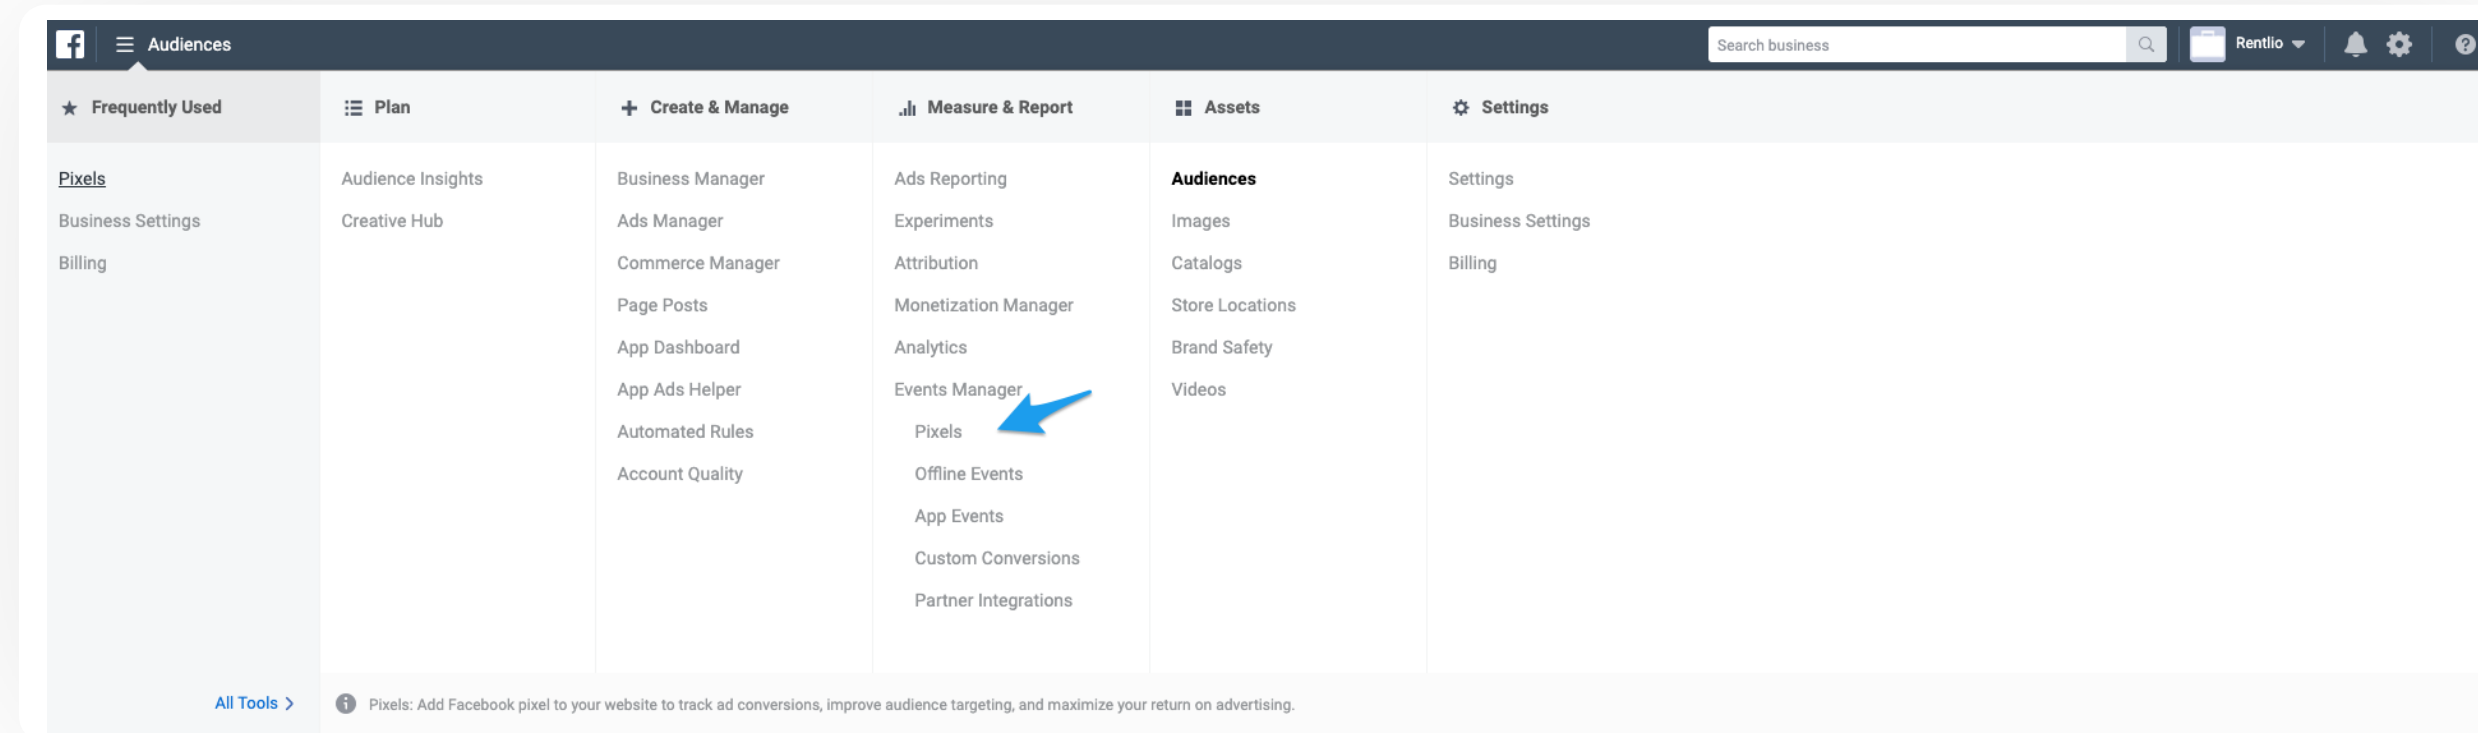 Audiences
Search business
Rentlio
Frequently Used
Pixels
Business Settings
Billing
All Tools
Plan
Audience Insights
Creative Hub
Create & Manage
Business Manager
Ads Manager
Commerce Manager
Page Posts
App Dashboard
App Ads Helper
Automated Rules
Account Quality
Measure & Report
Ads Reporting
Experiments
Attribution
Monetization Manager
Analytics
Events Manager
Pixels
Offline Events
App Events
Custom Conversions
Partner Integrations
Assets
Audiences
Images
Catalogs
Store Locations
Brand Safety
Videos
Settings
Settings
Business Settings
Billing
Pixels: Add Facebook pixel to your website to track ad conversions, improve audience targeting, and maximize your return on advertising.